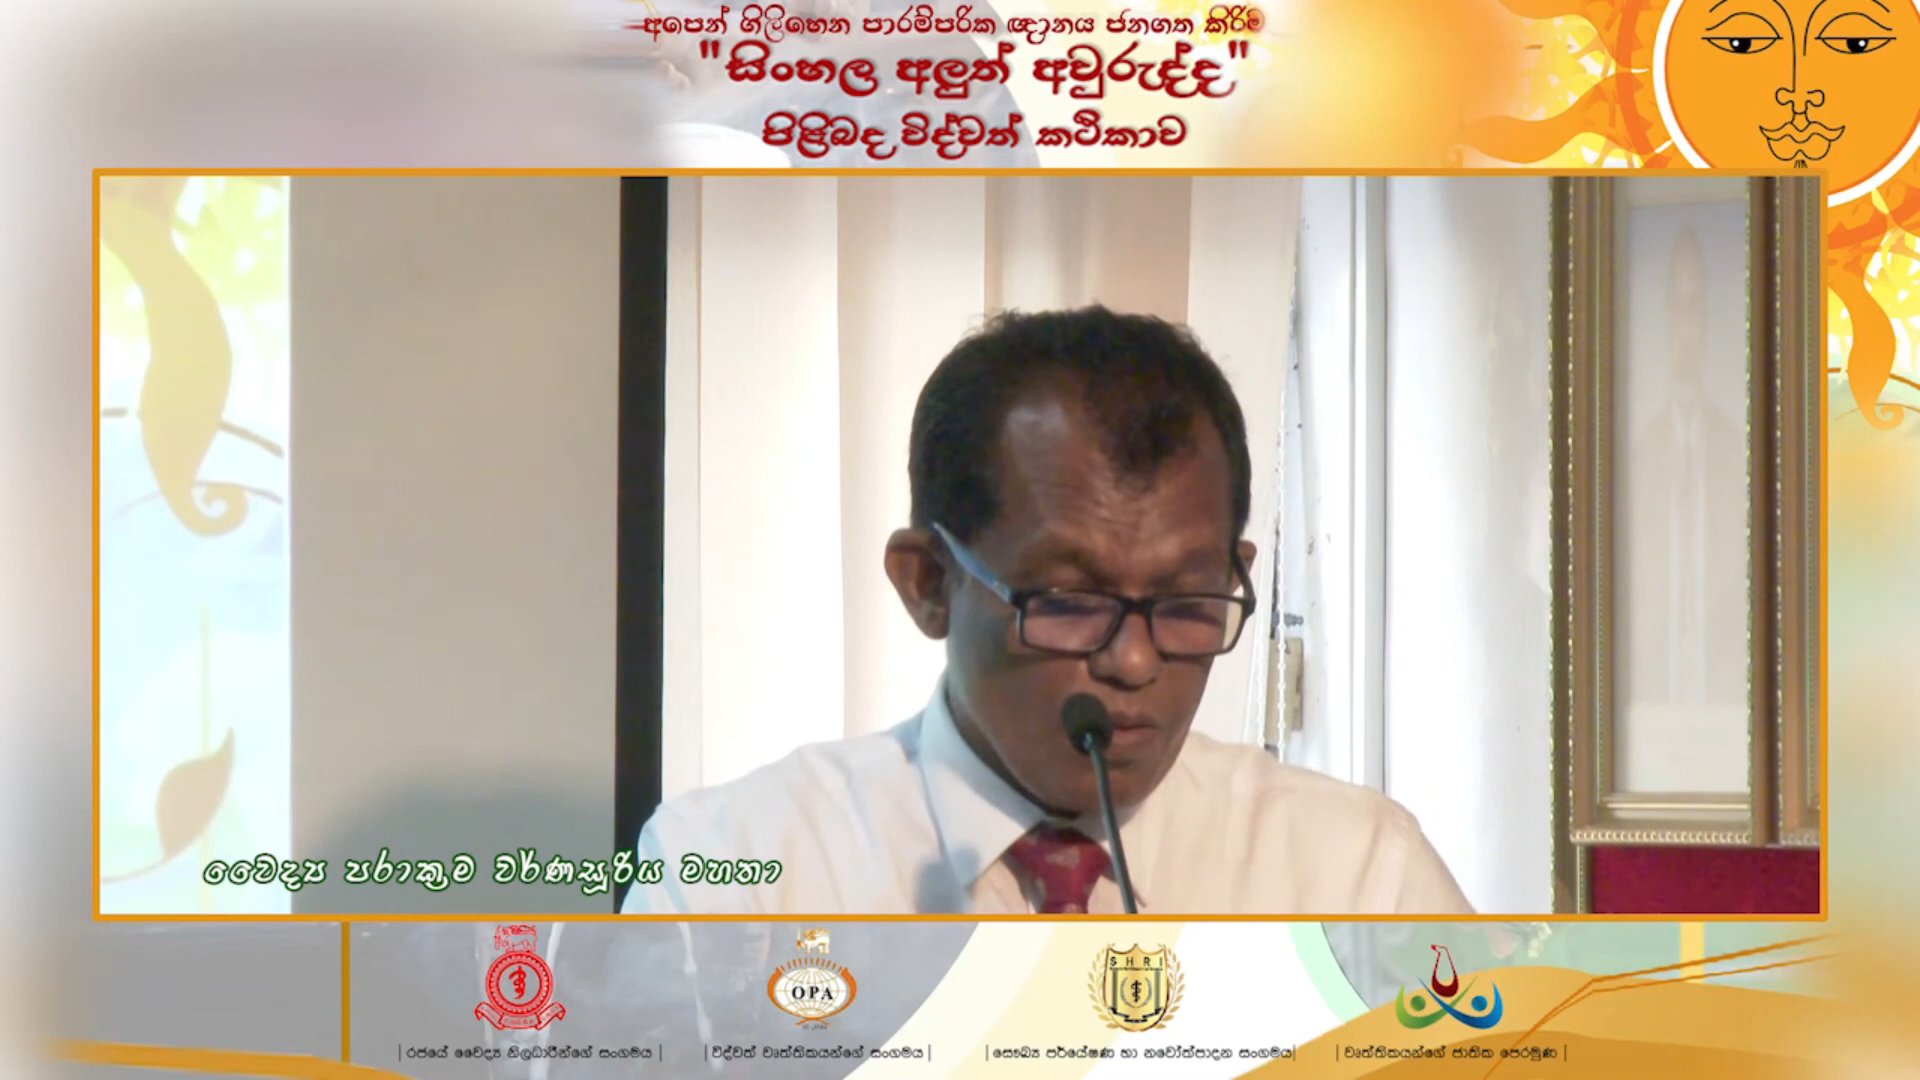 අපෙන් ගිලිහෙන පාරම්පරික ඥානය ජනගත කිරීම
"සිංහල අලුත් අවුරුද්ද"
පිළිබඳ විද්වත් කථිකාව
වෛද්‍ය පරාක්‍රම වර්ණසූරිය මහතා
OPA
SHRI
| රජයේ වෛද්‍ය නිලධාරීන්ගේ සංගමය |
| විද්වත් වෘත්තිකයන්ගේ සංගමය |
| සෞඛ්‍ය පර්යේෂණ හා නවෝත්පාදන සංගමය |
| වෘත්තිකයන්ගේ ජාතික පෙරමුණ |